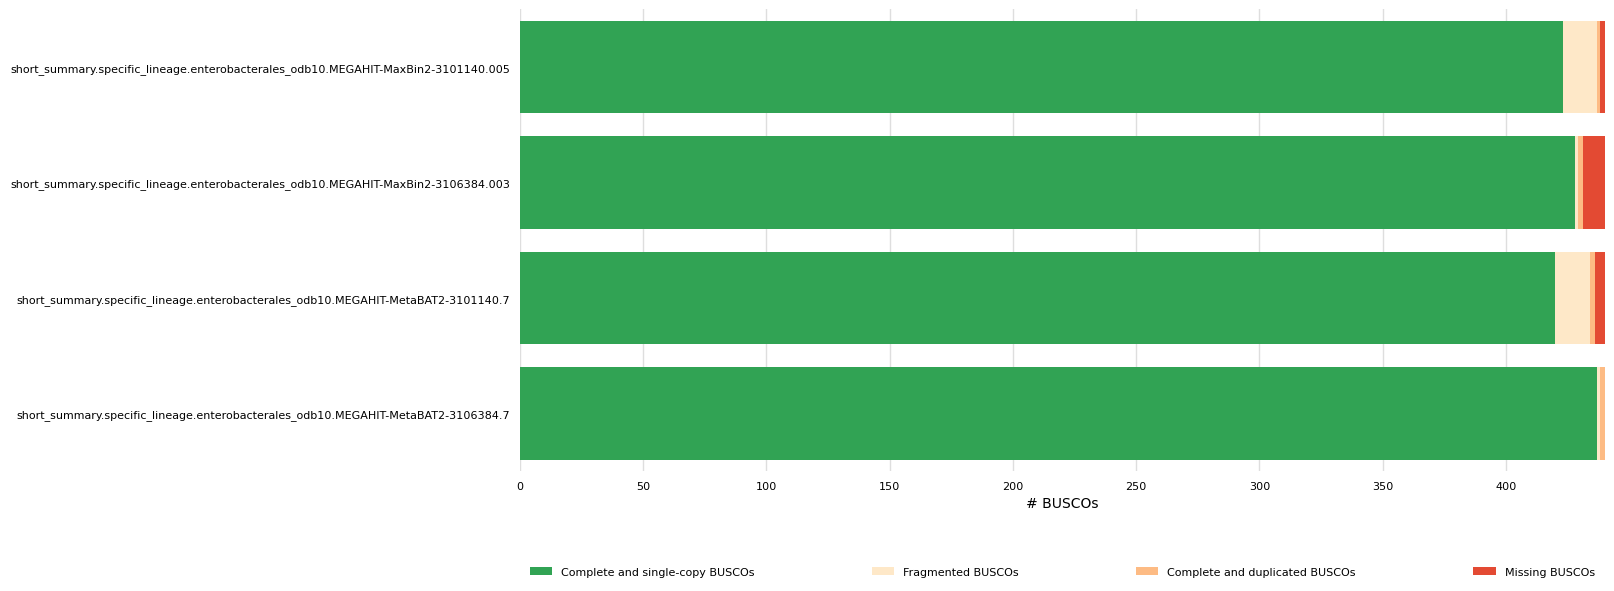 short_summary.specific_lineage.enterobacterales_odb10.MEGAHIT-MaxBin2-3101140.005
short_summary.specific_lineage.enterobacterales_odb10.MEGAHIT-MaxBin2-3106384.003
short_summary.specific_lineage.enterobacterales_odb10.MEGAHIT-MetaBAT2-3101140.7
short_summary.specific_lineage.enterobacterales_odb10.MEGAHIT-MetaBAT2-3106384.7
0 50 100 150 200 250 300 350 400
# BUSCOs
Complete and single-copy BUSCOs Fragmented BUSCOs Complete and duplicated BUSCOs Missing BUSCOs